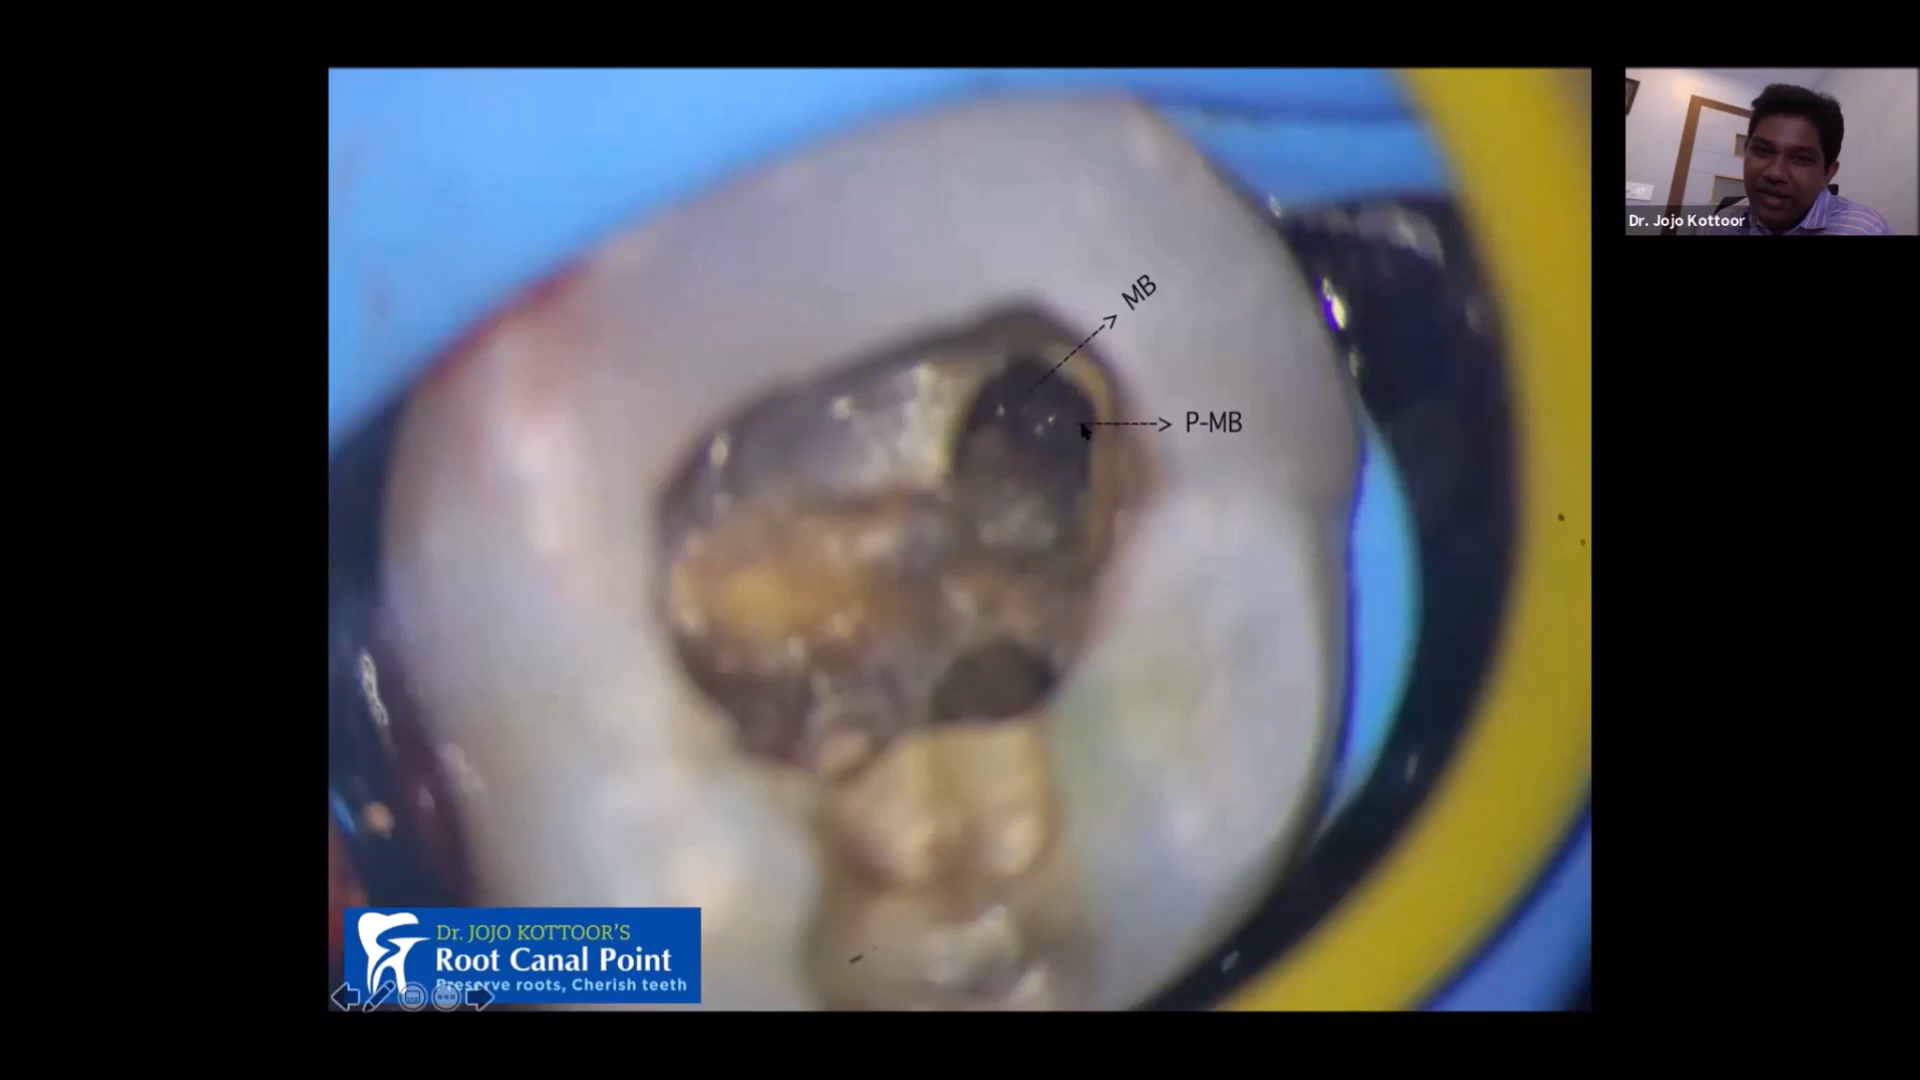 Dr. Jojo Kottoor
MB
P-MB
Dr. JOJO KOTTOOR'S
Root Canal Point
Preserve roots, Cherish teeth